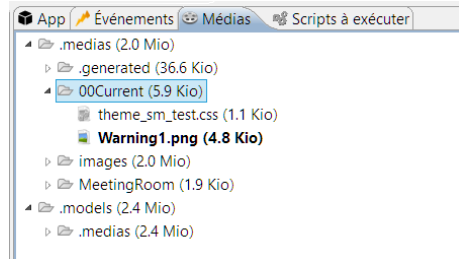 App Événements Médias Scripts à exécuter
.medias (2.0 Mio)
.generated (36.6 Kio)
00Current (5.9 Kio)
theme_sm_test.css (1.1 Kio)
Warning1.png (4.8 Kio)
images (2.0 Mio)
MeetingRoom (1.9 Kio)
.models (2.4 Mio)
.medias (2.4 Mio)